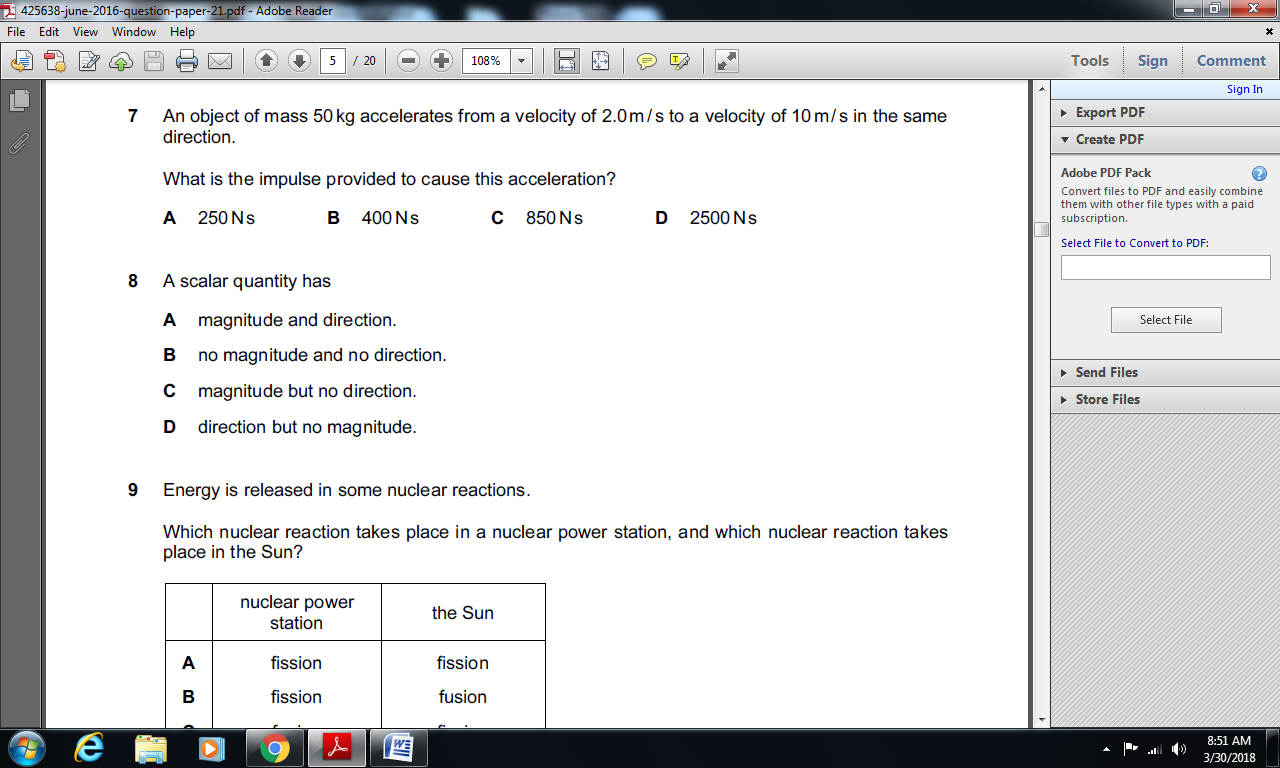 425638-june-2016-question-paper-21.pdf - Adobe Reader
File Edit View Window Help
5 / 20 108% Tools Sign Comment
Sign In
Export PDF
Create PDF
Adobe PDF Pack
Convert files to PDF and easily combine
them with other file types with a paid
subscription.
Select File to Convert to PDF:
Select File
Send Files
Store Files
7 An object of mass 50 kg accelerates from a velocity of 2.0 m / s to a velocity of 10 m / s in the same
direction.
What is the impulse provided to cause this acceleration?
A 250 N s B 400 N s C 850 N s D 2500 N s
8 A scalar quantity has
A magnitude and direction.
B no magnitude and no direction.
C magnitude but no direction.
D direction but no magnitude.
9 Energy is released in some nuclear reactions.
Which nuclear reaction takes place in a nuclear power station, and which nuclear reaction takes
place in the Sun?
nuclear power
station
the Sun
A fission fission
B fission fusion
8:51 AM
3/30/2018